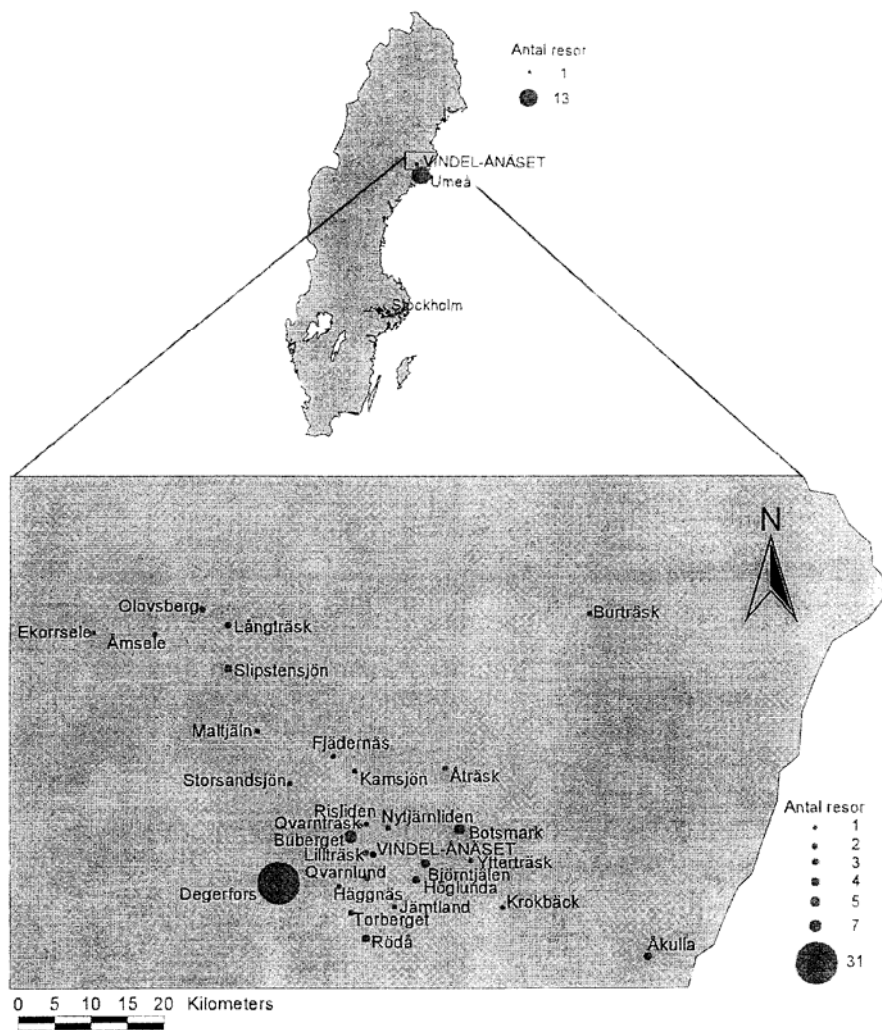 Antal resor
1
13
VINDEL-ÅNÄSET
Umeå
Stockholm
N
Olovsberg
Burträsk
Långträsk
Ekorrsele
Åmsele
Slipstensjön
Maltjäln
Flädernäs
Kamsjön
Åträsk
Storsandsjön
Antal resor
1
2
3
4
5
7
31
Risliden
Qvarnträsk
Nytjärnliden
Botsmark
Buberget
Lillträsk
VINDEL-ÅNÄSET
Ytterträsk
Qvarnlund
Björntjälen
Degerfors
Häggnäs
Höglunda
Jämtland
Krokbäck
Torberget
Rödå
Åkulla
0 5 10 15 20 Kilometers